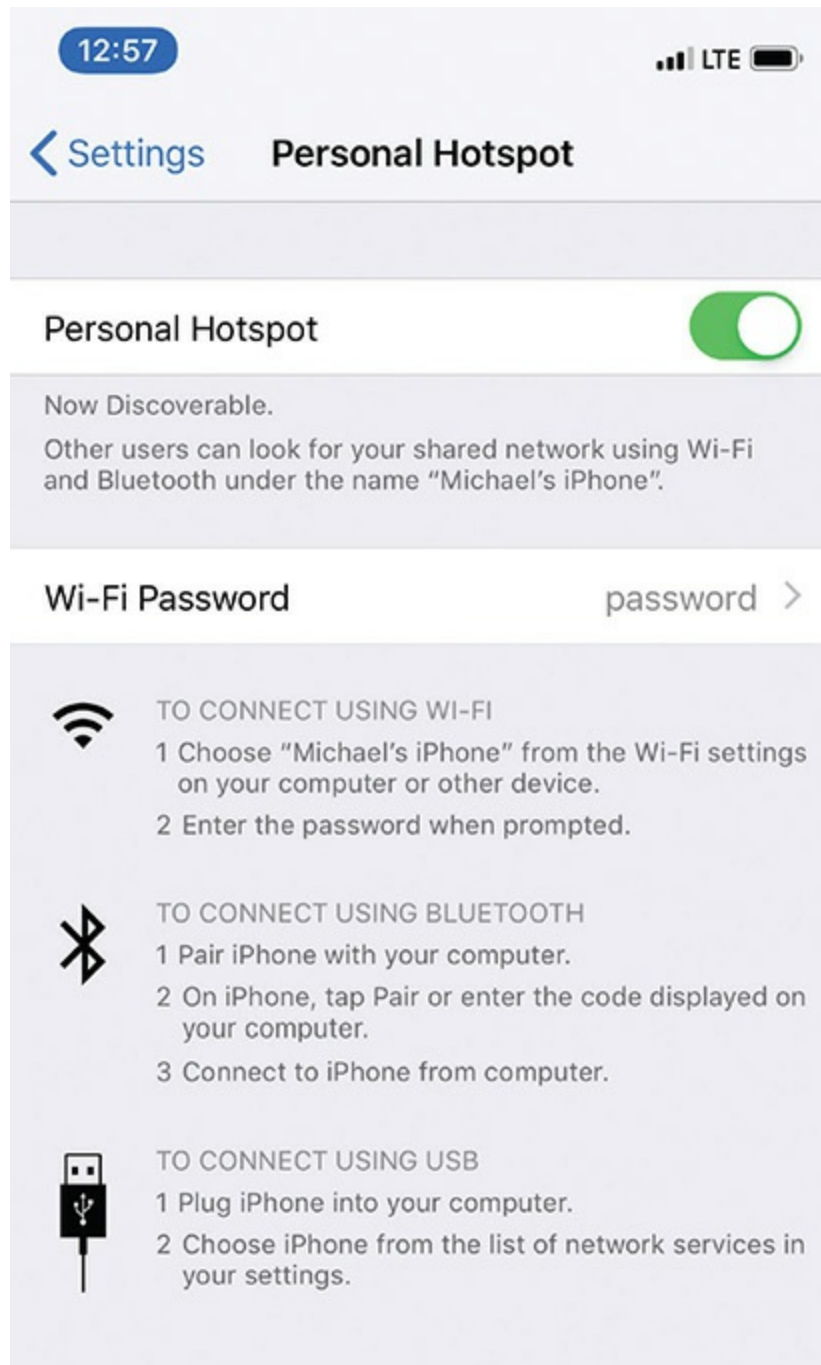 12:57
LTE
Settings Personal Hotspot
Personal Hotspot
Now Discoverable.
Other users can look for your shared network using Wi-Fi
and Bluetooth under the name “Michael’s iPhone”.
Wi-Fi Password password
TO CONNECT USING WI-FI
1 Choose “Michael’s iPhone” from the Wi-Fi settings
on your computer or other device.
2 Enter the password when prompted.
TO CONNECT USING BLUETOOTH
1 Pair iPhone with your computer.
2 On iPhone, tap Pair or enter the code displayed on
your computer.
3 Connect to iPhone from computer.
TO CONNECT USING USB
1 Plug iPhone into your computer.
2 Choose iPhone from the list of network services in
your settings.